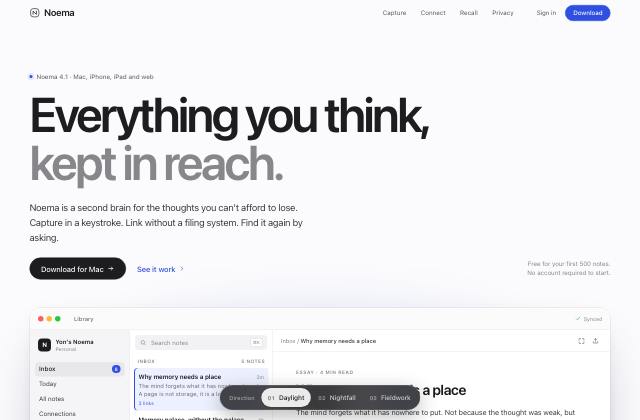 Noema
Capture Connect Recall Privacy Sign in Download
Noema 4.1 · Mac, iPhone, iPad and web
Everything you think,
kept in reach.
Noema is a second brain for the thoughts you can't afford to lose.
Capture in a keystroke. Link without a filing system. Find it again by
asking.
Download for Mac → See it work >
Free for your first 500 notes.
No account required to start.
Library
Synced
N Yon's Noema
Personal
Inbox
Today
All notes
Connections
Search notes
INBOX 5 NOTES
Why memory needs a place 2m
The mind forgets what it has
A page is not storage, it is a
3 links
Memory palace, without the palace
Inbox / Why memory needs a place
ESSAY · 4 MIN READ
a place
The mind forgets what it has nowhere to put. Not because the thought was weak, but
Direction 01 Daylight 02 Nightfall 03 Fieldwork